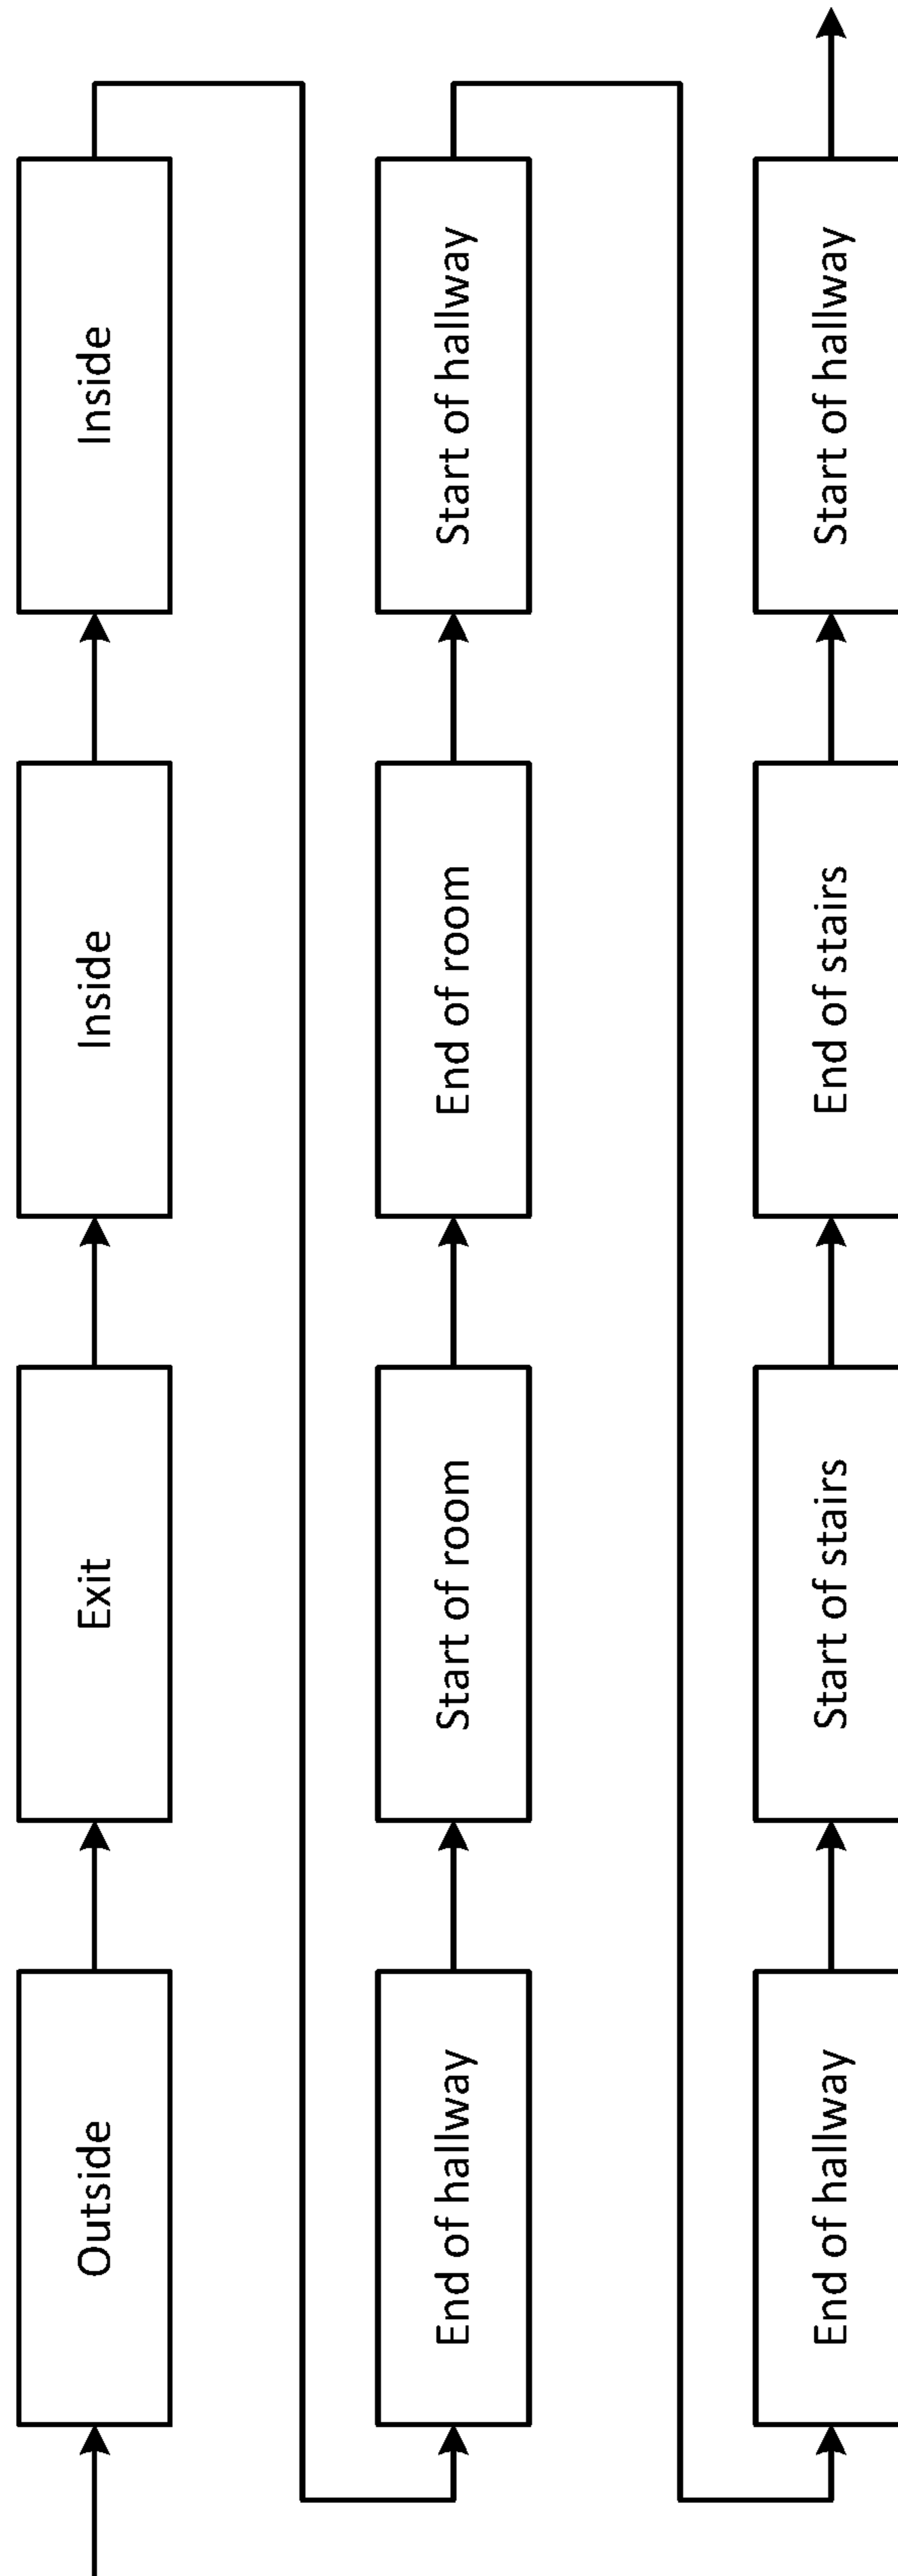 Outside
Exit
Inside
Inside
End of hallway
Start of room
End of room
Start of hallway
End of hallway
Start of stairs
End of stairs
Start of hallway